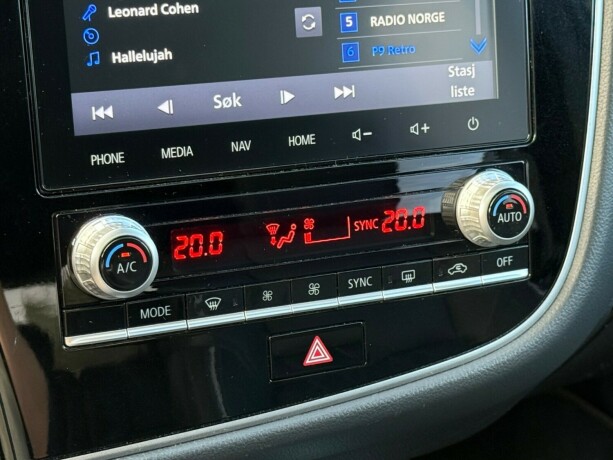 Leonard Cohen
Hallelujah
5 RADIO NORGE
6 P9 Retro
Søk
Stasj
liste
PHONE MEDIA NAV HOME
20.0 SYNC 20.0
A/C
AUTO
MODE SYNC OFF